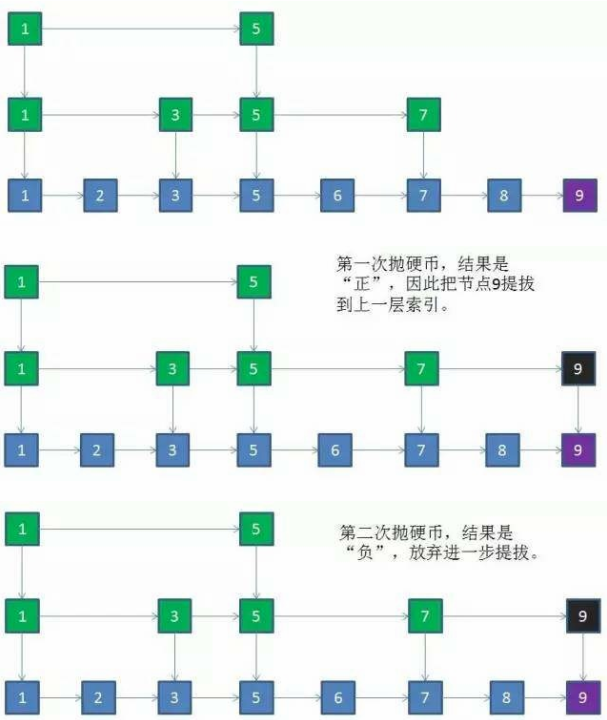 1 5
1 3 5 7
1 2 3 5 6 7 8 9
第一次抛硬币，结果是
“正”，因此把节点9提拔
到上一层索引。
1 5
1 3 5 7 9
1 2 3 5 6 7 8 9
第二次抛硬币，结果是
“负”，放弃进一步提拔。
1 5
1 3 5 7 9
1 2 3 5 6 7 8 9